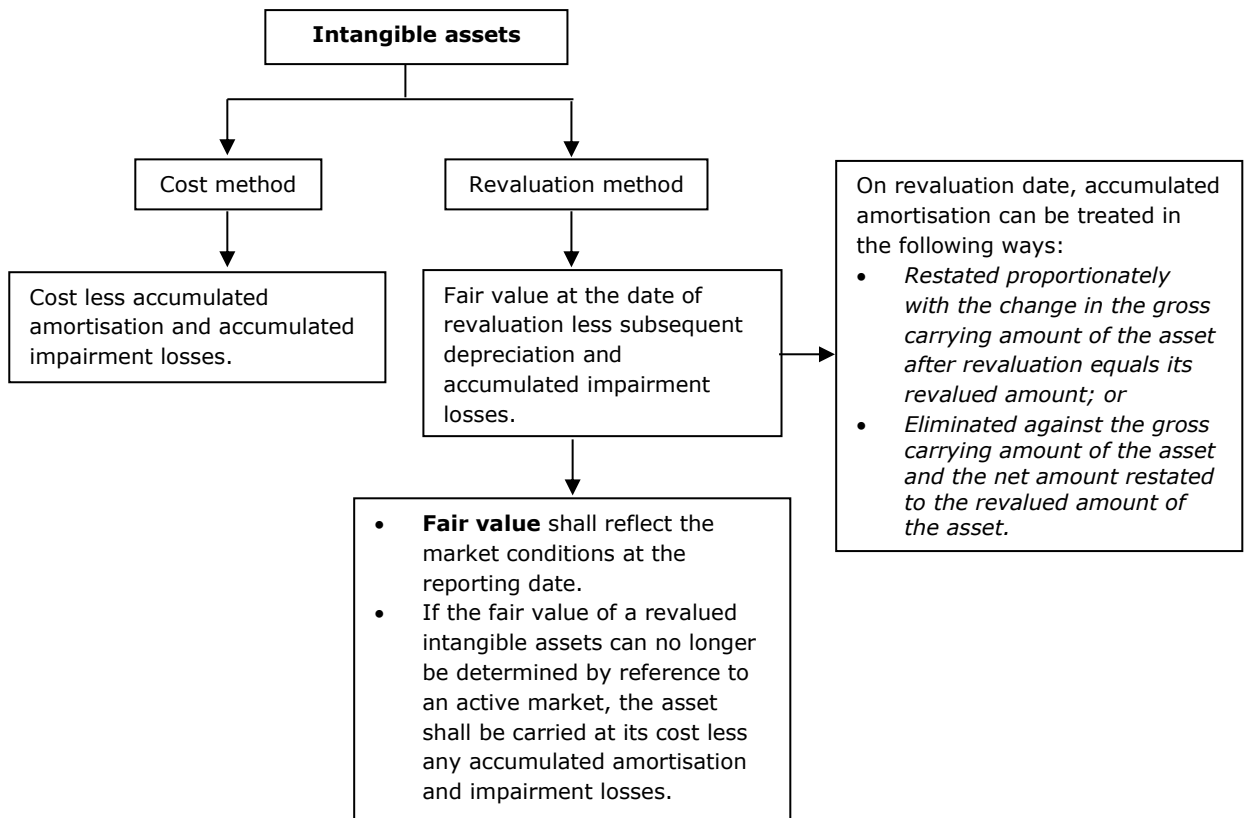 Intangible assets
Cost method
Revaluation method
Cost less accumulated
amortisation and accumulated
impairment losses.
Fair value at the date of
revaluation less subsequent
depreciation and
accumulated impairment
losses.
On revaluation date, accumulated
amortisation can be treated in
the following ways:
• Restated proportionately
with the change in the gross
carrying amount of the asset
after revaluation equals its
revalued amount; or
• Eliminated against the gross
carrying amount of the asset
and the net amount restated
to the revalued amount of
the asset.
• Fair value shall reflect the
market conditions at the
reporting date.
• If the fair value of a revalued
intangible assets can no longer
be determined by reference to
an active market, the asset
shall be carried at its cost less
any accumulated amortisation
and impairment losses.